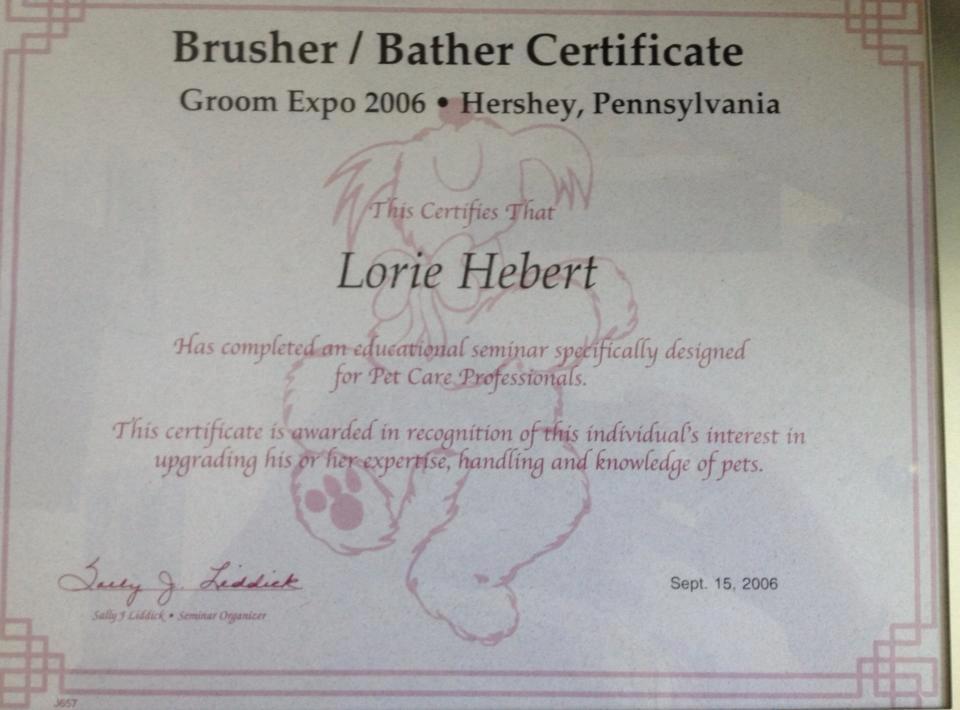 Brusher / Bather Certificate
Groom Expo 2006 • Hershey, Pennsylvania
This Certifies That
Lorie Hebert
Has completed an educational seminar specifically designed
for Pet Care Professionals.
This certificate is awarded in recognition of this individual's interest in
upgrading his or her expertise, handling and knowledge of pets.
Sally J. Liddick
Sept. 15, 2006
Sally J Liddick • Seminar Organizer
J657